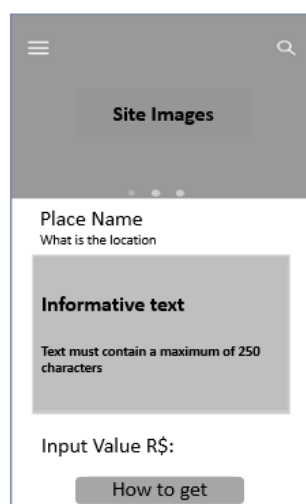 Site Images
Place Name
What is the location
Informative text
Text must contain a maximum of 250
characters
Input Value R$:
How to get